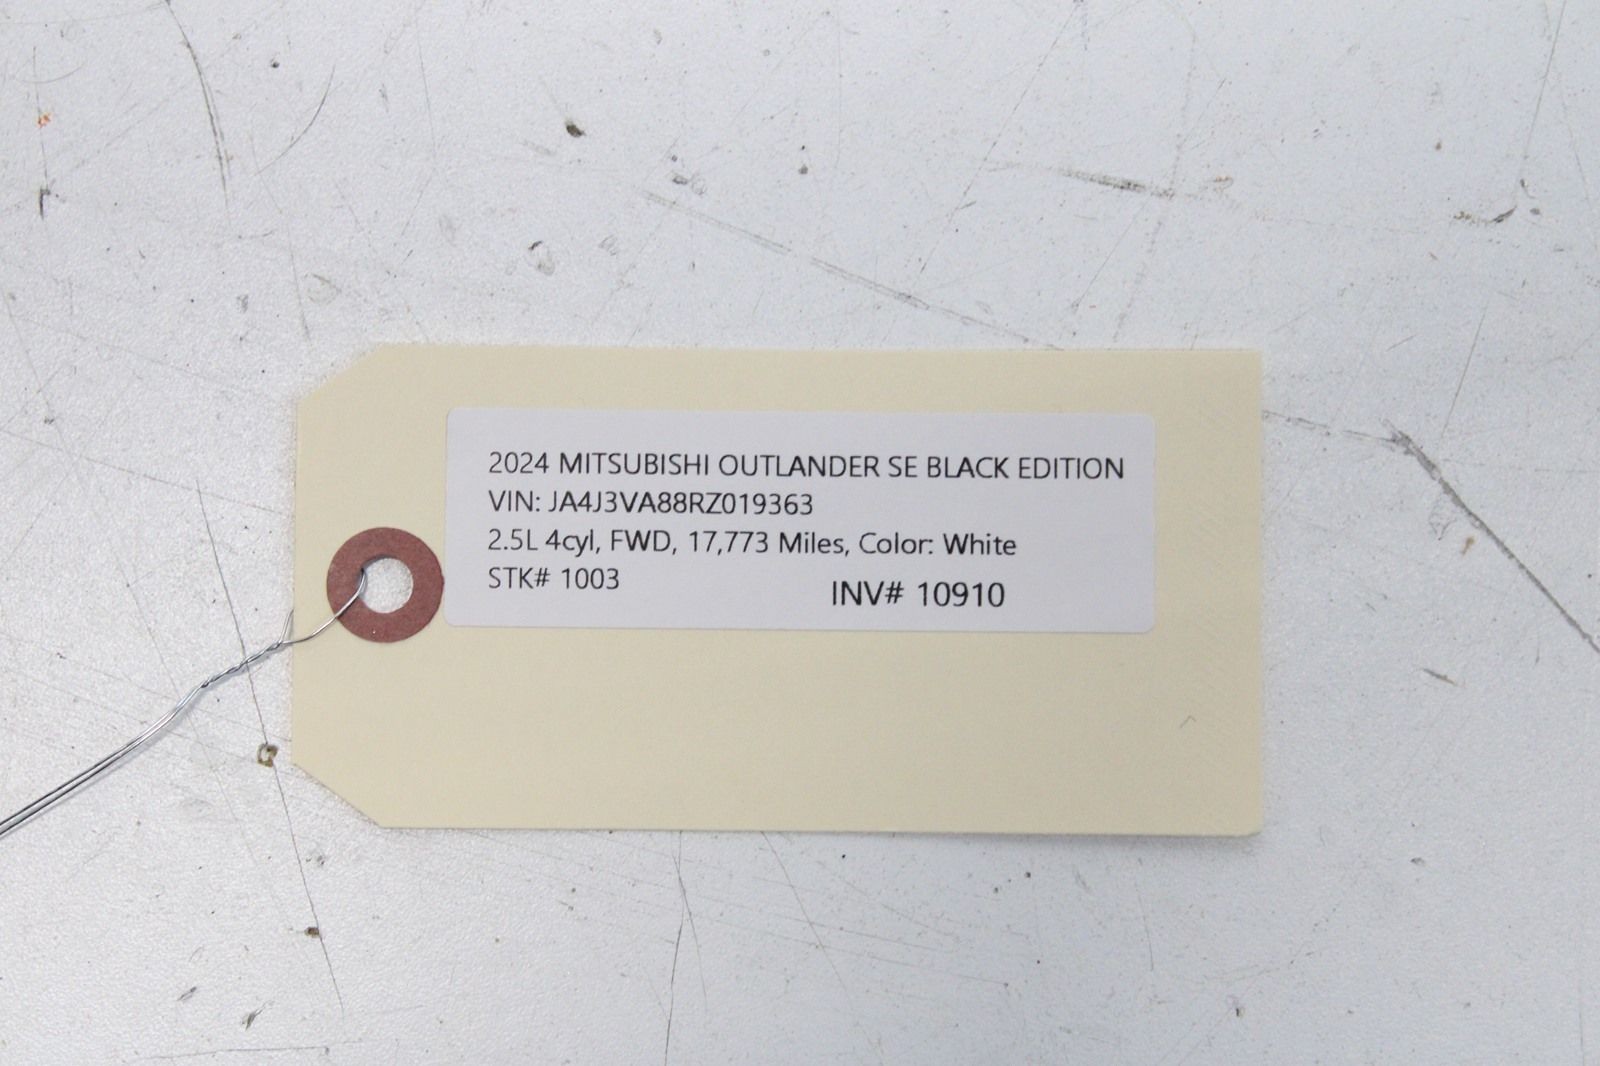 2024 MITSUBISHI OUTLANDER SE BLACK EDITION
VIN: JA4J3VA88RZ019363
2.5L 4cyl, FWD, 17,773 Miles, Color: White
STK# 1003 INV# 10910